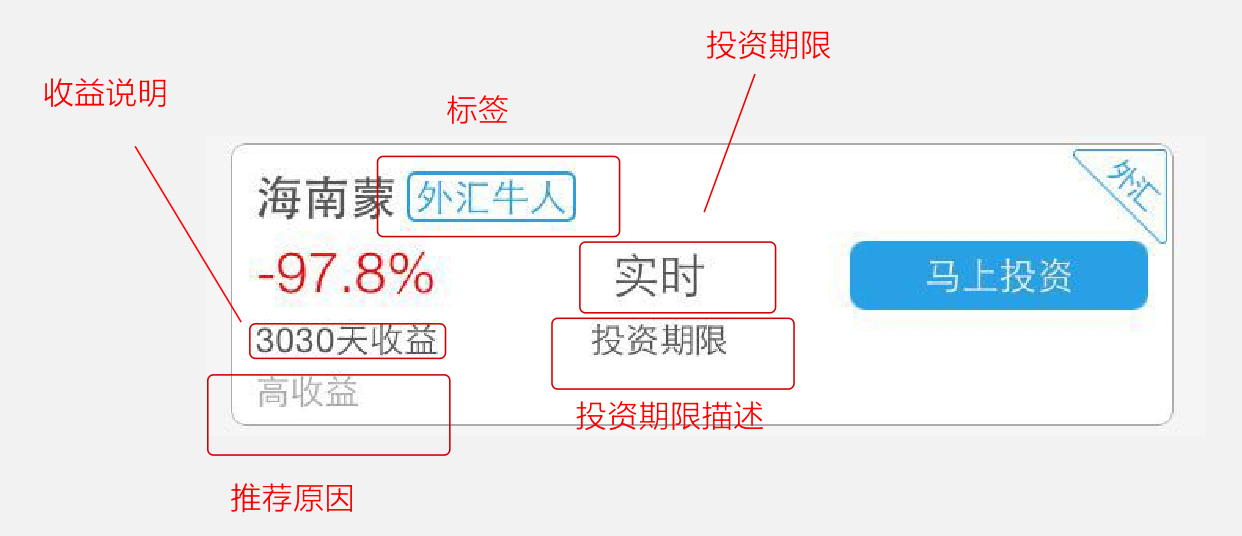 投资期限
收益说明
标签
外汇
海南蒙 外汇牛人
-97.8%
实时
马上投资
3030天收益
投资期限
高收益
投资期限描述
推荐原因